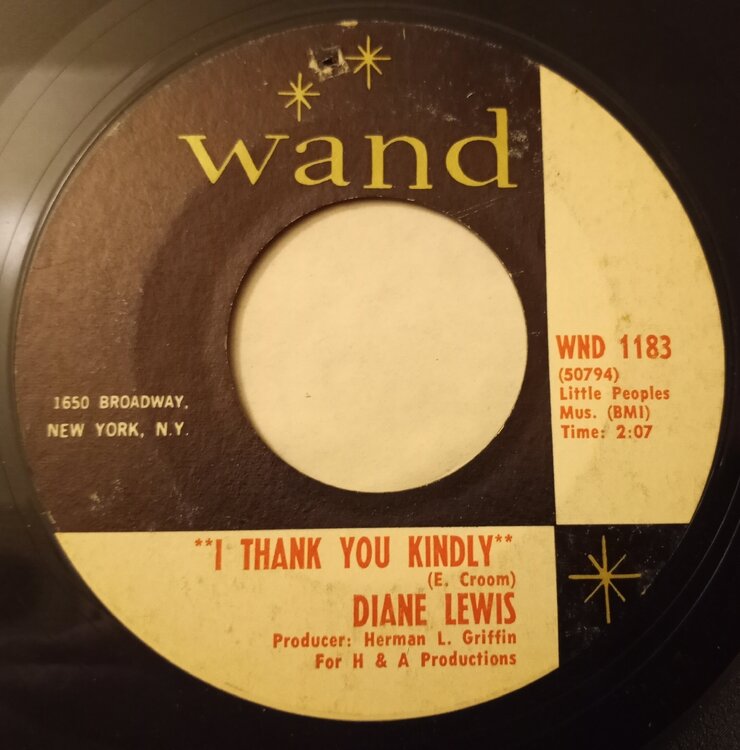 wand
WND 1183
(50794)
Little Peoples
Mus. (BMI)
Time: 2:07
1650 BROADWAY,
NEW YORK, N.Y.
**I THANK YOU KINDLY**
(E. Croom)
DIANE LEWIS
Producer: Herman L. Griffin
For H & A Productions